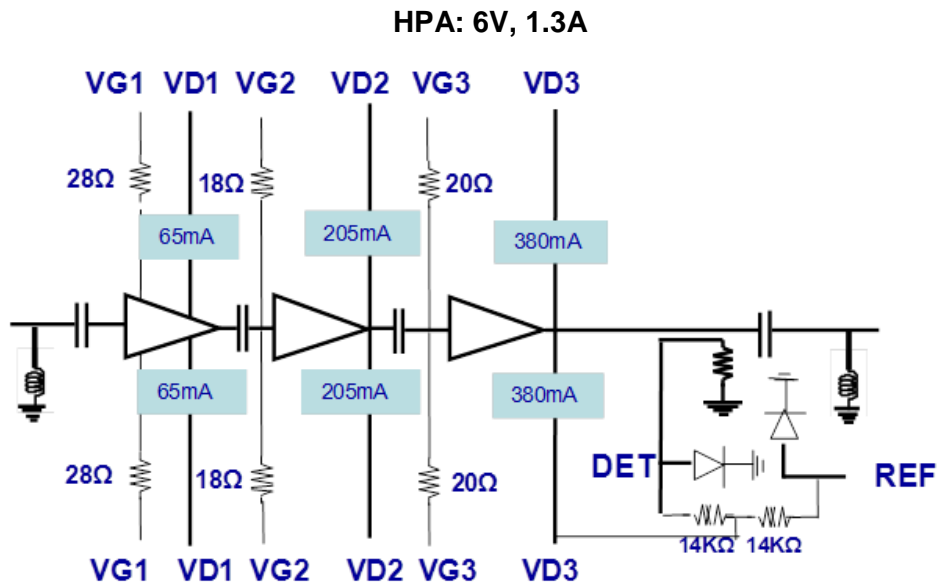 HPA: 6V, 1.3A
VG1 VD1 VG2 VD2 VG3 VD3
28Ω 18Ω 20Ω
65mA 205mA 380mA
65mA 205mA 380mA
28Ω 18Ω 20Ω DET REF
14KΩ 14KΩ
VG1 VD1 VG2 VD2 VG3 VD3